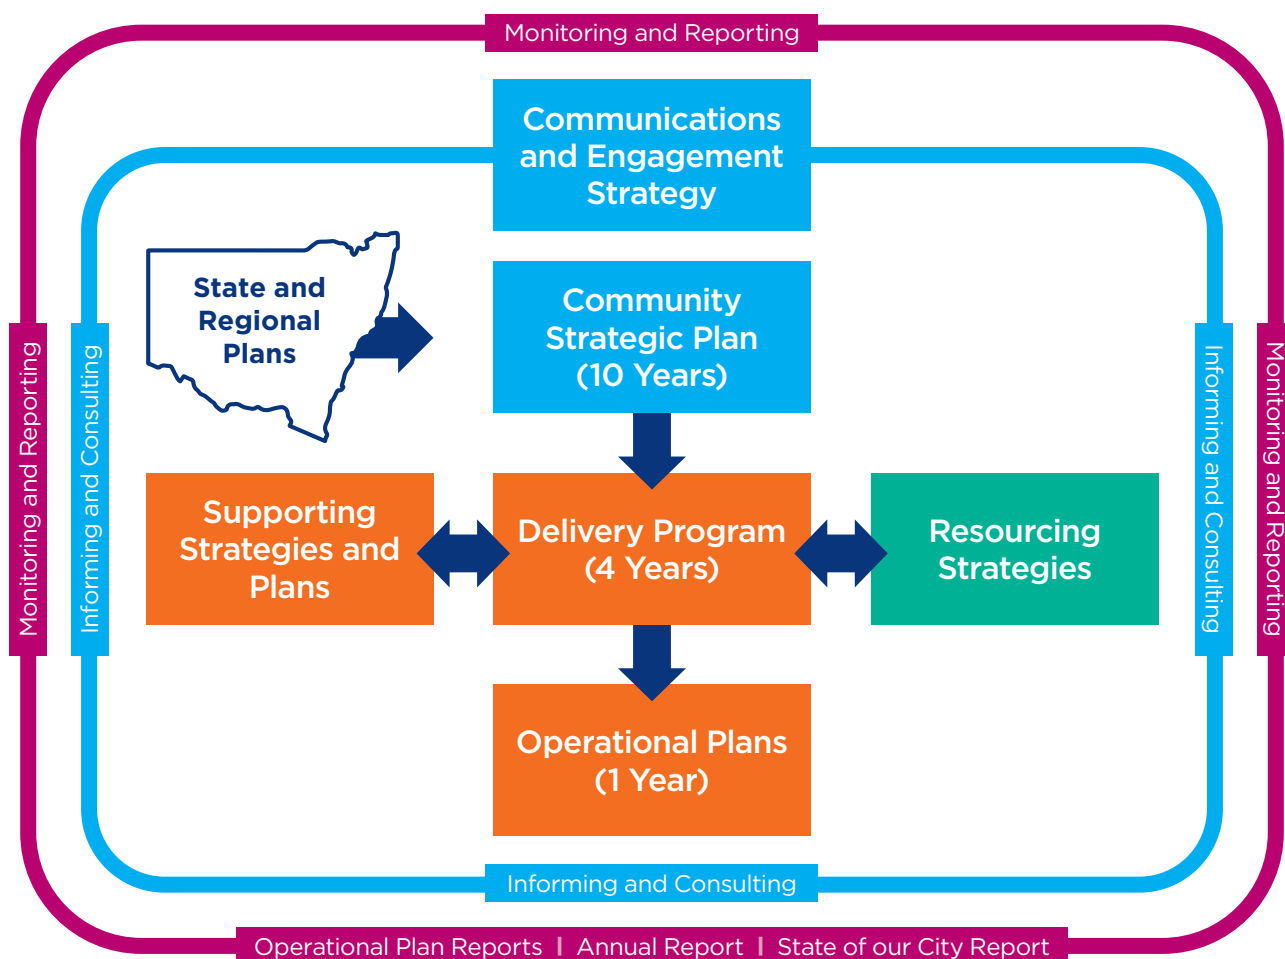 Monitoring and Reporting
Communications
and Engagement
Strategy
State and
Regional
Plans
Community
Strategic Plan
(10 Years)
Monitoring and Reporting
Informing and Consulting
Informing and Consulting
Monitoring and Reporting
Supporting
Strategies and
Plans
Delivery Program
(4 Years)
Resourcing
Strategies
Operational Plans
(1 Year)
Informing and Consulting
Operational Plan Reports | Annual Report | State of our City Report